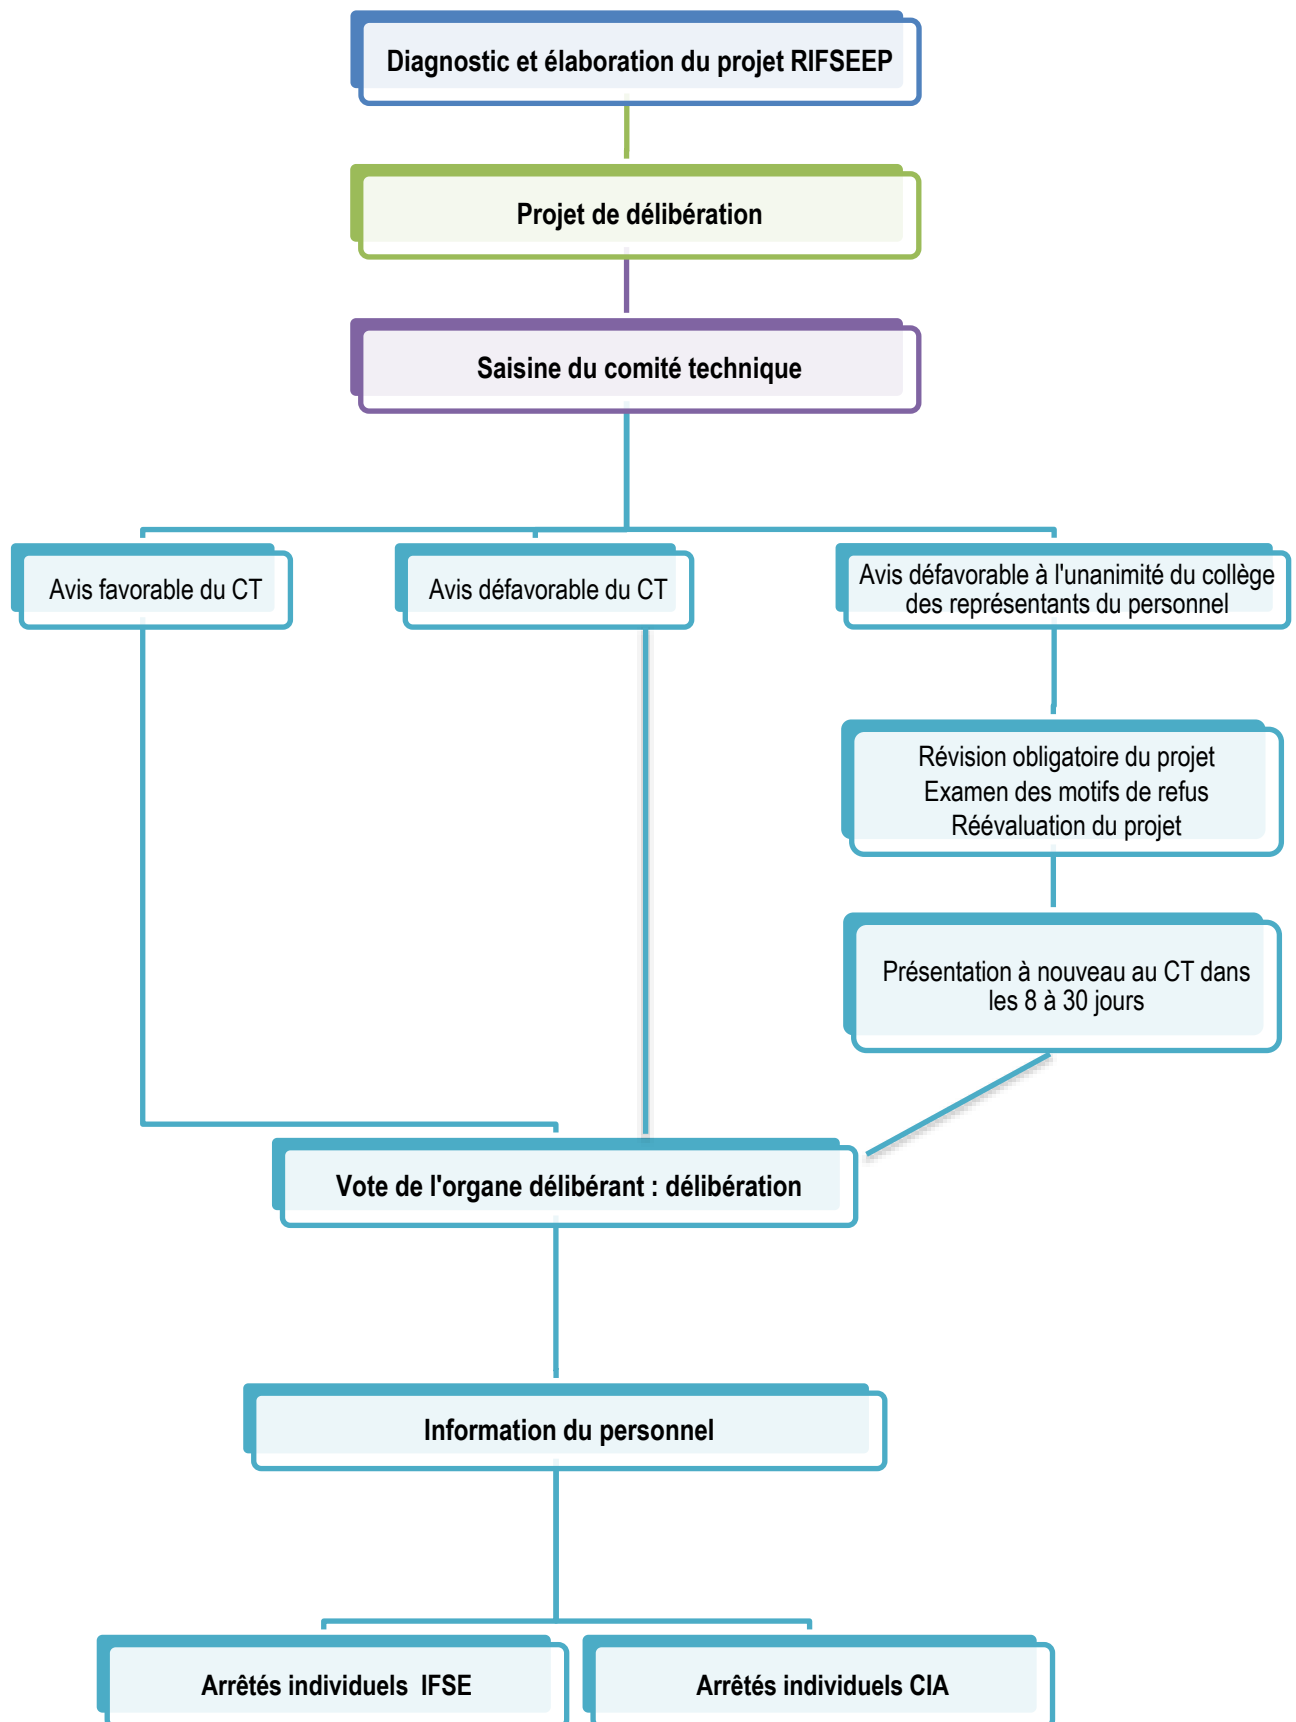 Diagnostic et élaboration du projet RIFSEEP
Projet de délibération
Saisine du comité technique
Avis favorable du CT
Avis défavorable du CT
Avis défavorable à l'unanimité du collège
des représentants du personnel
Révision obligatoire du projet
Examen des motifs de refus
Réévaluation du projet
Présentation à nouveau au CT dans
les 8 à 30 jours
Vote de l'organe délibérant : délibération
Information du personnel
Arrêtés individuels IFSE
Arrêtés individuels CIA